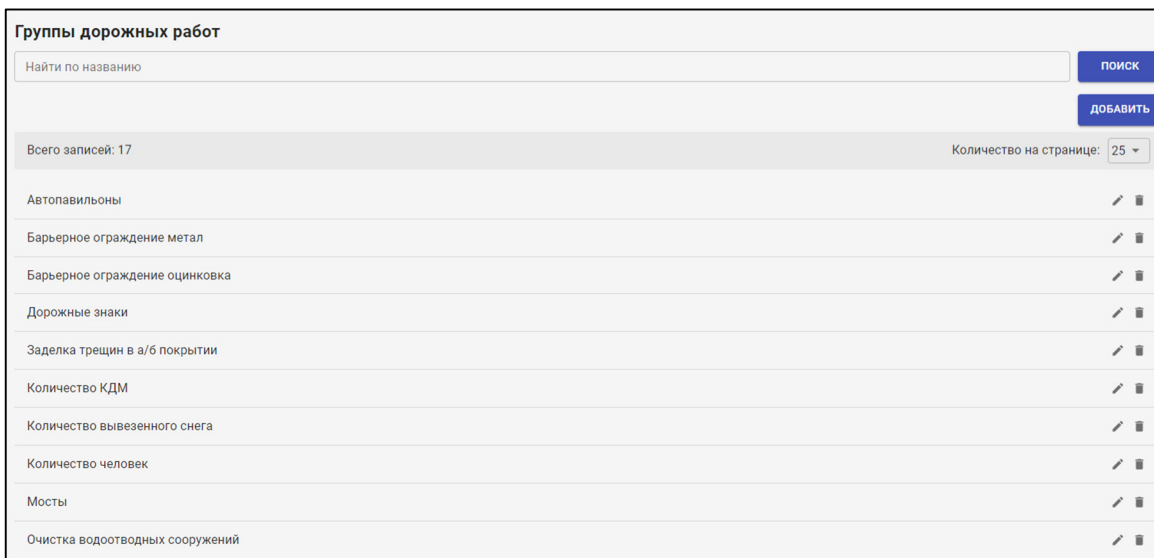 Группы дорожных работ
Найти по названию
ПОИСК
ДОБАВИТЬ
Всего записей: 17 Количество на странице: 25
Автопавильоны
Барьерное ограждение метал
Барьерное ограждение оцинковка
Дорожные знаки
Заделка трещин в а/б покрытии
Количество КДМ
Количество вывезенного снега
Количество человек
Мосты
Очистка водоотводных сооружений